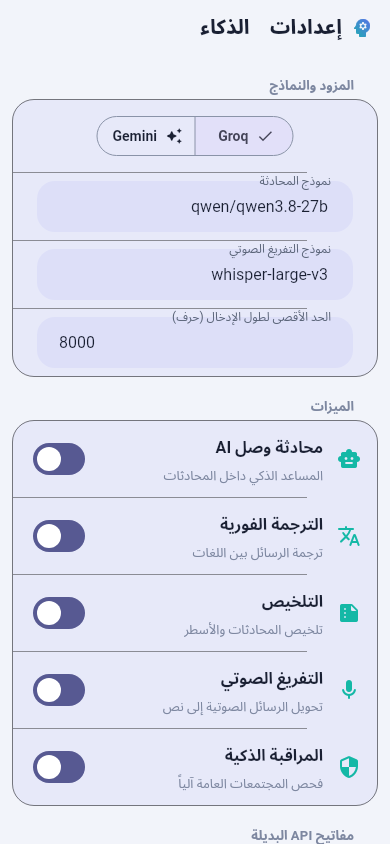 إعدادات الذكاء
المزود والنماذج
Groq
Gemini
نموذج المحادثة
qwen/qwen3.8-27b
نموذج التفريغ الصوتي
whisper-large-v3
الحد الأقصى لطول الإدخال (حرف)
8000
الميزات
محادثة وصل AI
المساعد الذكي داخل المحادثات
الترجمة الفورية
ترجمة الرسائل بين اللغات
التلخيص
تلخيص المحادثات والأسطر
التفريغ الصوتي
تحويل الرسائل الصوتية إلى نص
المراقبة الذكية
فحص المجتمعات العامة آلياً
مفاتيح API البديلة